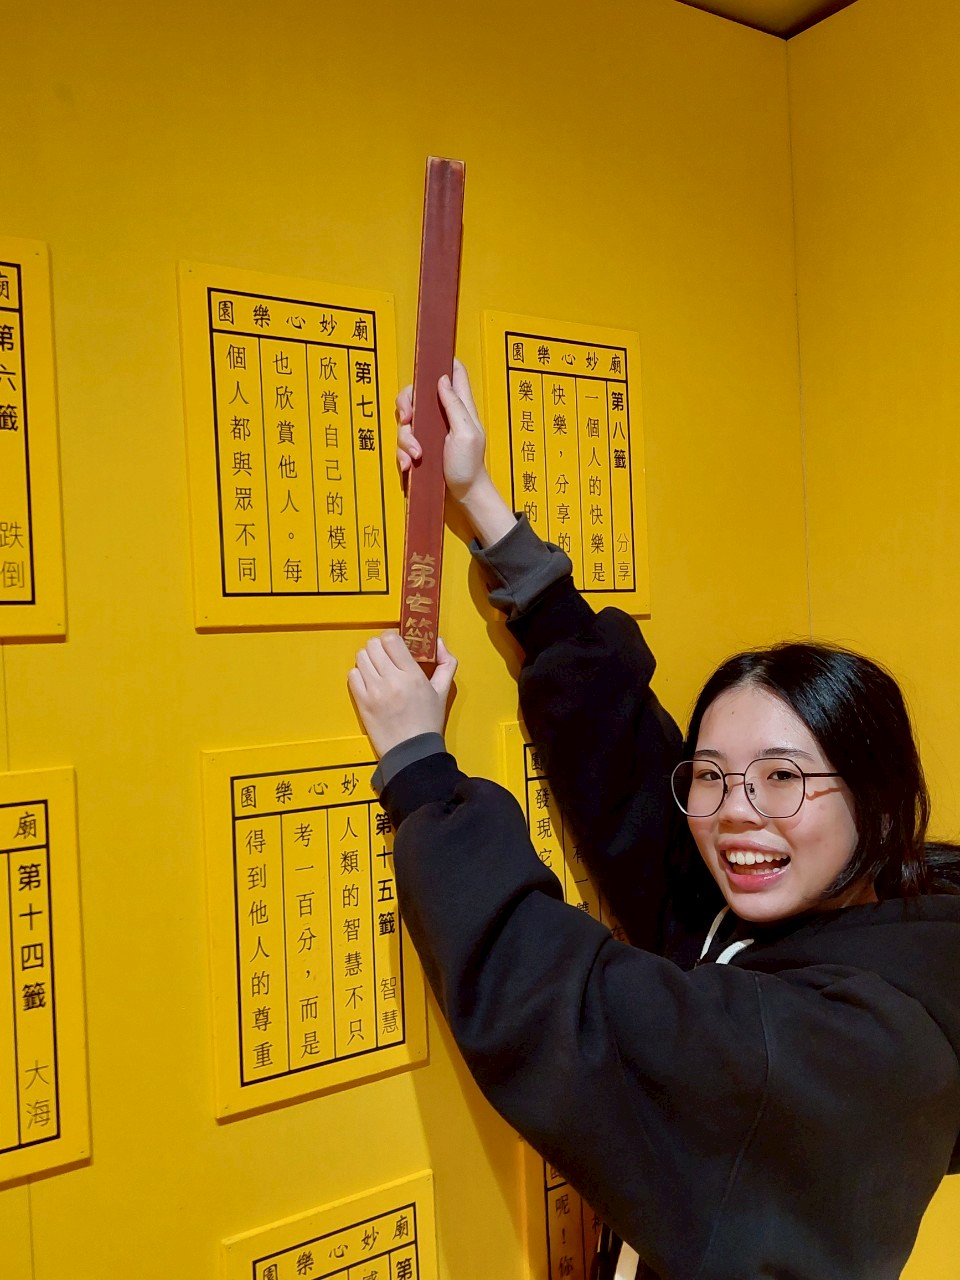 廟
第六籤 跌倒
廟妙心樂園
第七籤 欣賞
欣賞自己的模樣
也欣賞他人。每
個人都與眾不同
第七籤
廟妙心樂園
第八籤 分享
一個人的快樂是
快樂，分享的
樂是倍數的
廟
第十四籤 大海
妙心樂園
第十五籤 智慧
人類的智慧不只
考一百分，而是
得到他人的尊重
發現它
廟妙心樂園
第
呢！你